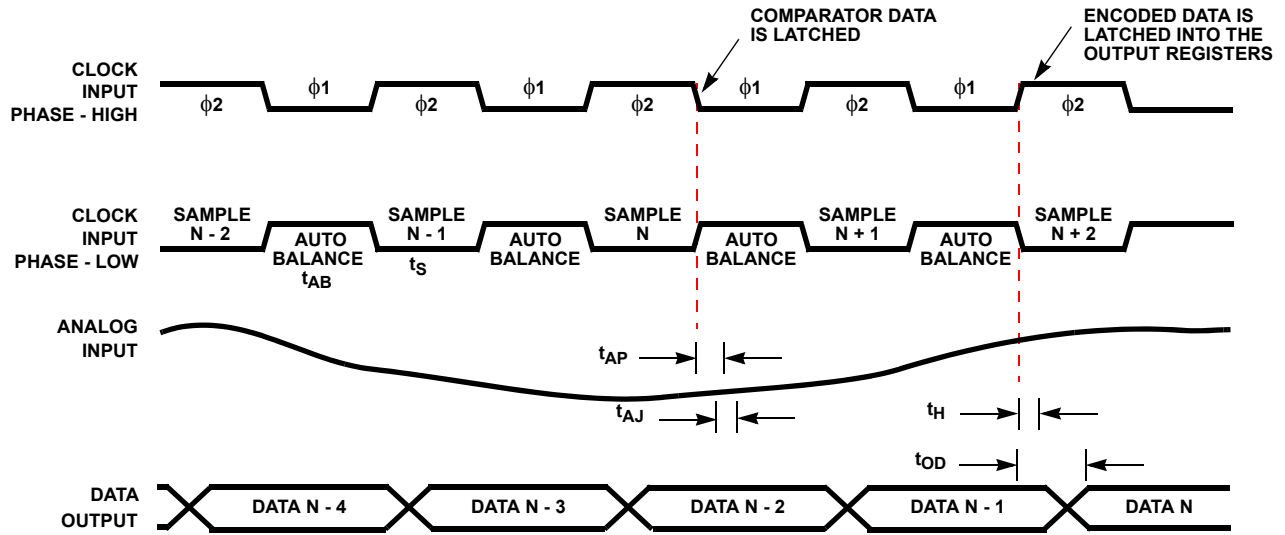 COMPARATOR DATA
IS LATCHED
ENCODED DATA IS
LATCHED INTO THE
OUTPUT REGISTERS
CLOCK
INPUT
PHASE - HIGH
ϕ2 ϕ1 ϕ2 ϕ1 ϕ2 ϕ1 ϕ2 ϕ1 ϕ2
CLOCK
INPUT
PHASE - LOW
SAMPLE
N - 2
AUTO
BALANCE
tAB
SAMPLE
N - 1
tS
AUTO
BALANCE
SAMPLE
N
AUTO
BALANCE
SAMPLE
N + 1
AUTO
BALANCE
SAMPLE
N + 2
ANALOG
INPUT
tAP
tAJ
tH
tOD
DATA
OUTPUT
DATA N - 4 DATA N - 3 DATA N - 2 DATA N - 1 DATA N